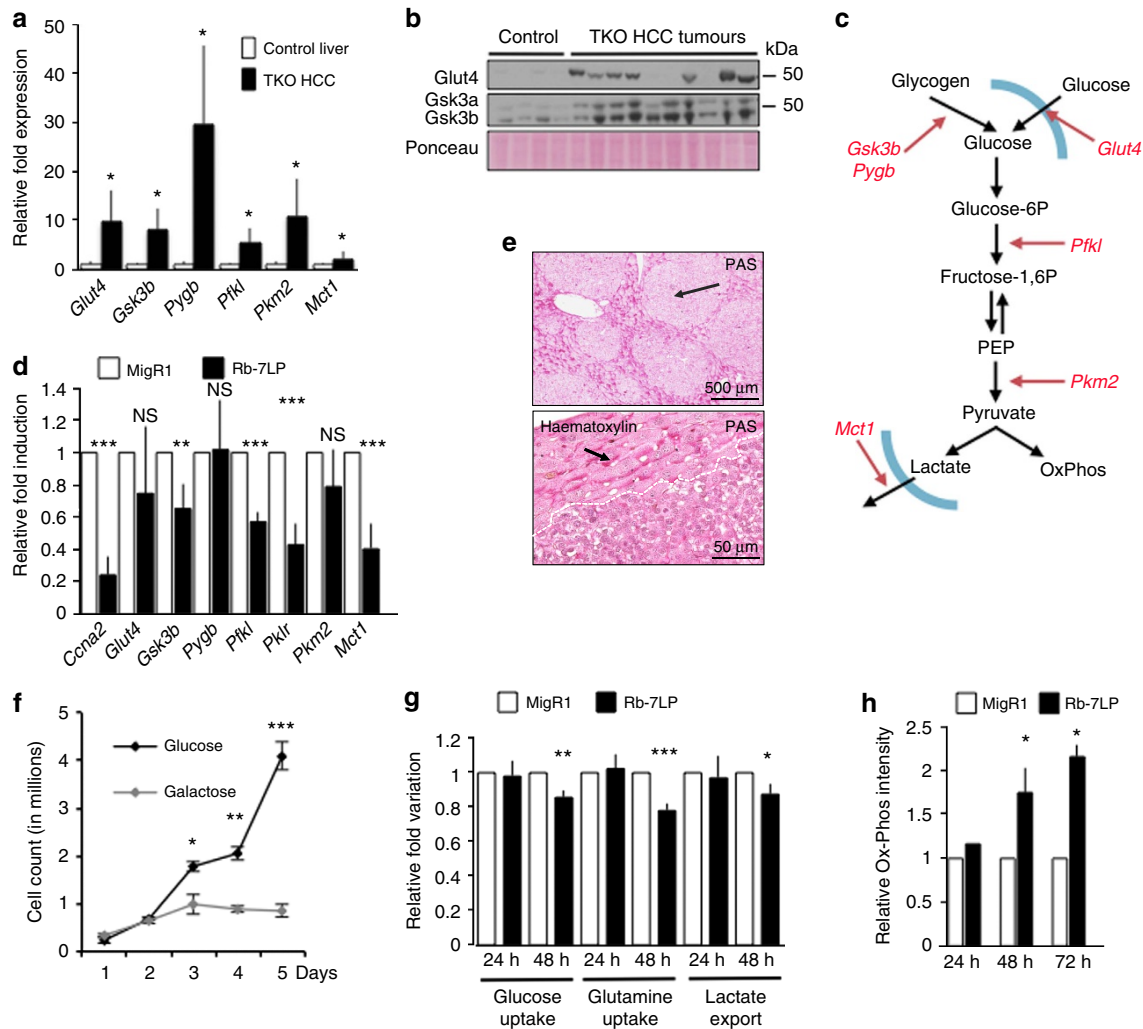 a
Relative fold expression
50
40
30
20
10
0
Control liver
TKO HCC
*
*
*
*
*
*
Glut4
Gsk3b
Pygb
Pfkl
Pkm2
Mct1
b
Control
TKO HCC tumours
kDa
Glut4
50
Gsk3a
50
Gsk3b
Ponceau
c
Glycogen
Glucose
Gsk3b
Pygb
Glucose
Glut4
Glucose-6P
Pfkl
Fructose-1,6P
PEP
Pkm2
Pyruvate
Mct1
Lactate
OxPhos
d
MigR1
Rb-7LP
Relative fold induction
1.4
1.2
1
0.8
0.6
0.4
0.2
0
***
NS
**
NS
***
***
NS
***
Ccna2
Glut4
Gsk3b
Pygb
Pfkl
Pklr
Pkm2
Mct1
e
PAS
500 µm
Haematoxylin
PAS
50 µm
f
Cell count (in millions)
5
4
3
2
1
0
Glucose
Galactose
*
**
***
1 2 3 4 5 Days
g
MigR1
Rb-7LP
Relative fold variation
1.2
1
0.8
0.6
0.4
0.2
0
**
***
*
24 h 48 h 24 h 48 h 24 h 48 h
Glucose uptake
Glutamine uptake
Lactate export
h
MigR1
Rb-7LP
Relative Ox-Phos intensity
2.5
2
1.5
1
0.5
0
*
*
24 h 48 h 72 h